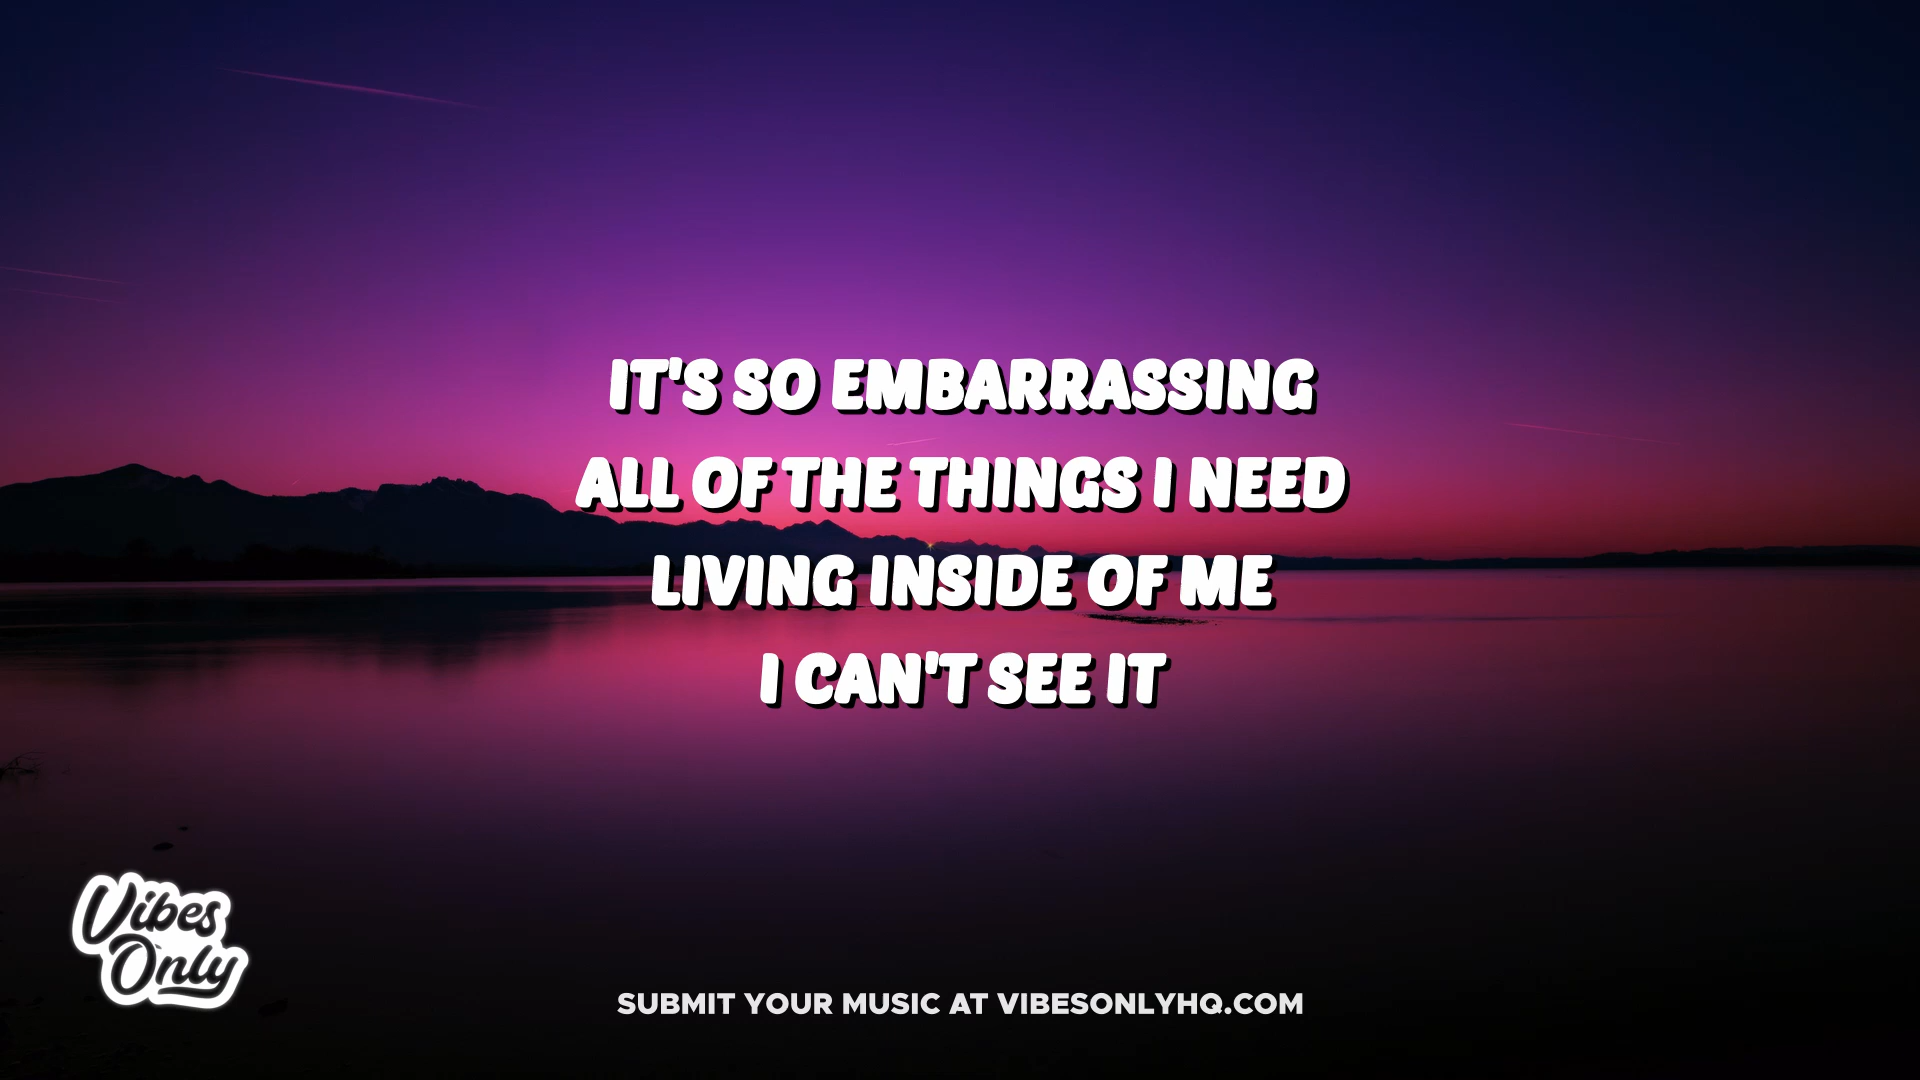 IT'S SO EMBARRASSING
ALL OF THE THINGS I NEED
LIVING INSIDE OF ME
I CAN'T SEE IT
Vibes
Only
SUBMIT YOUR MUSIC AT VIBESONLYHQ.COM